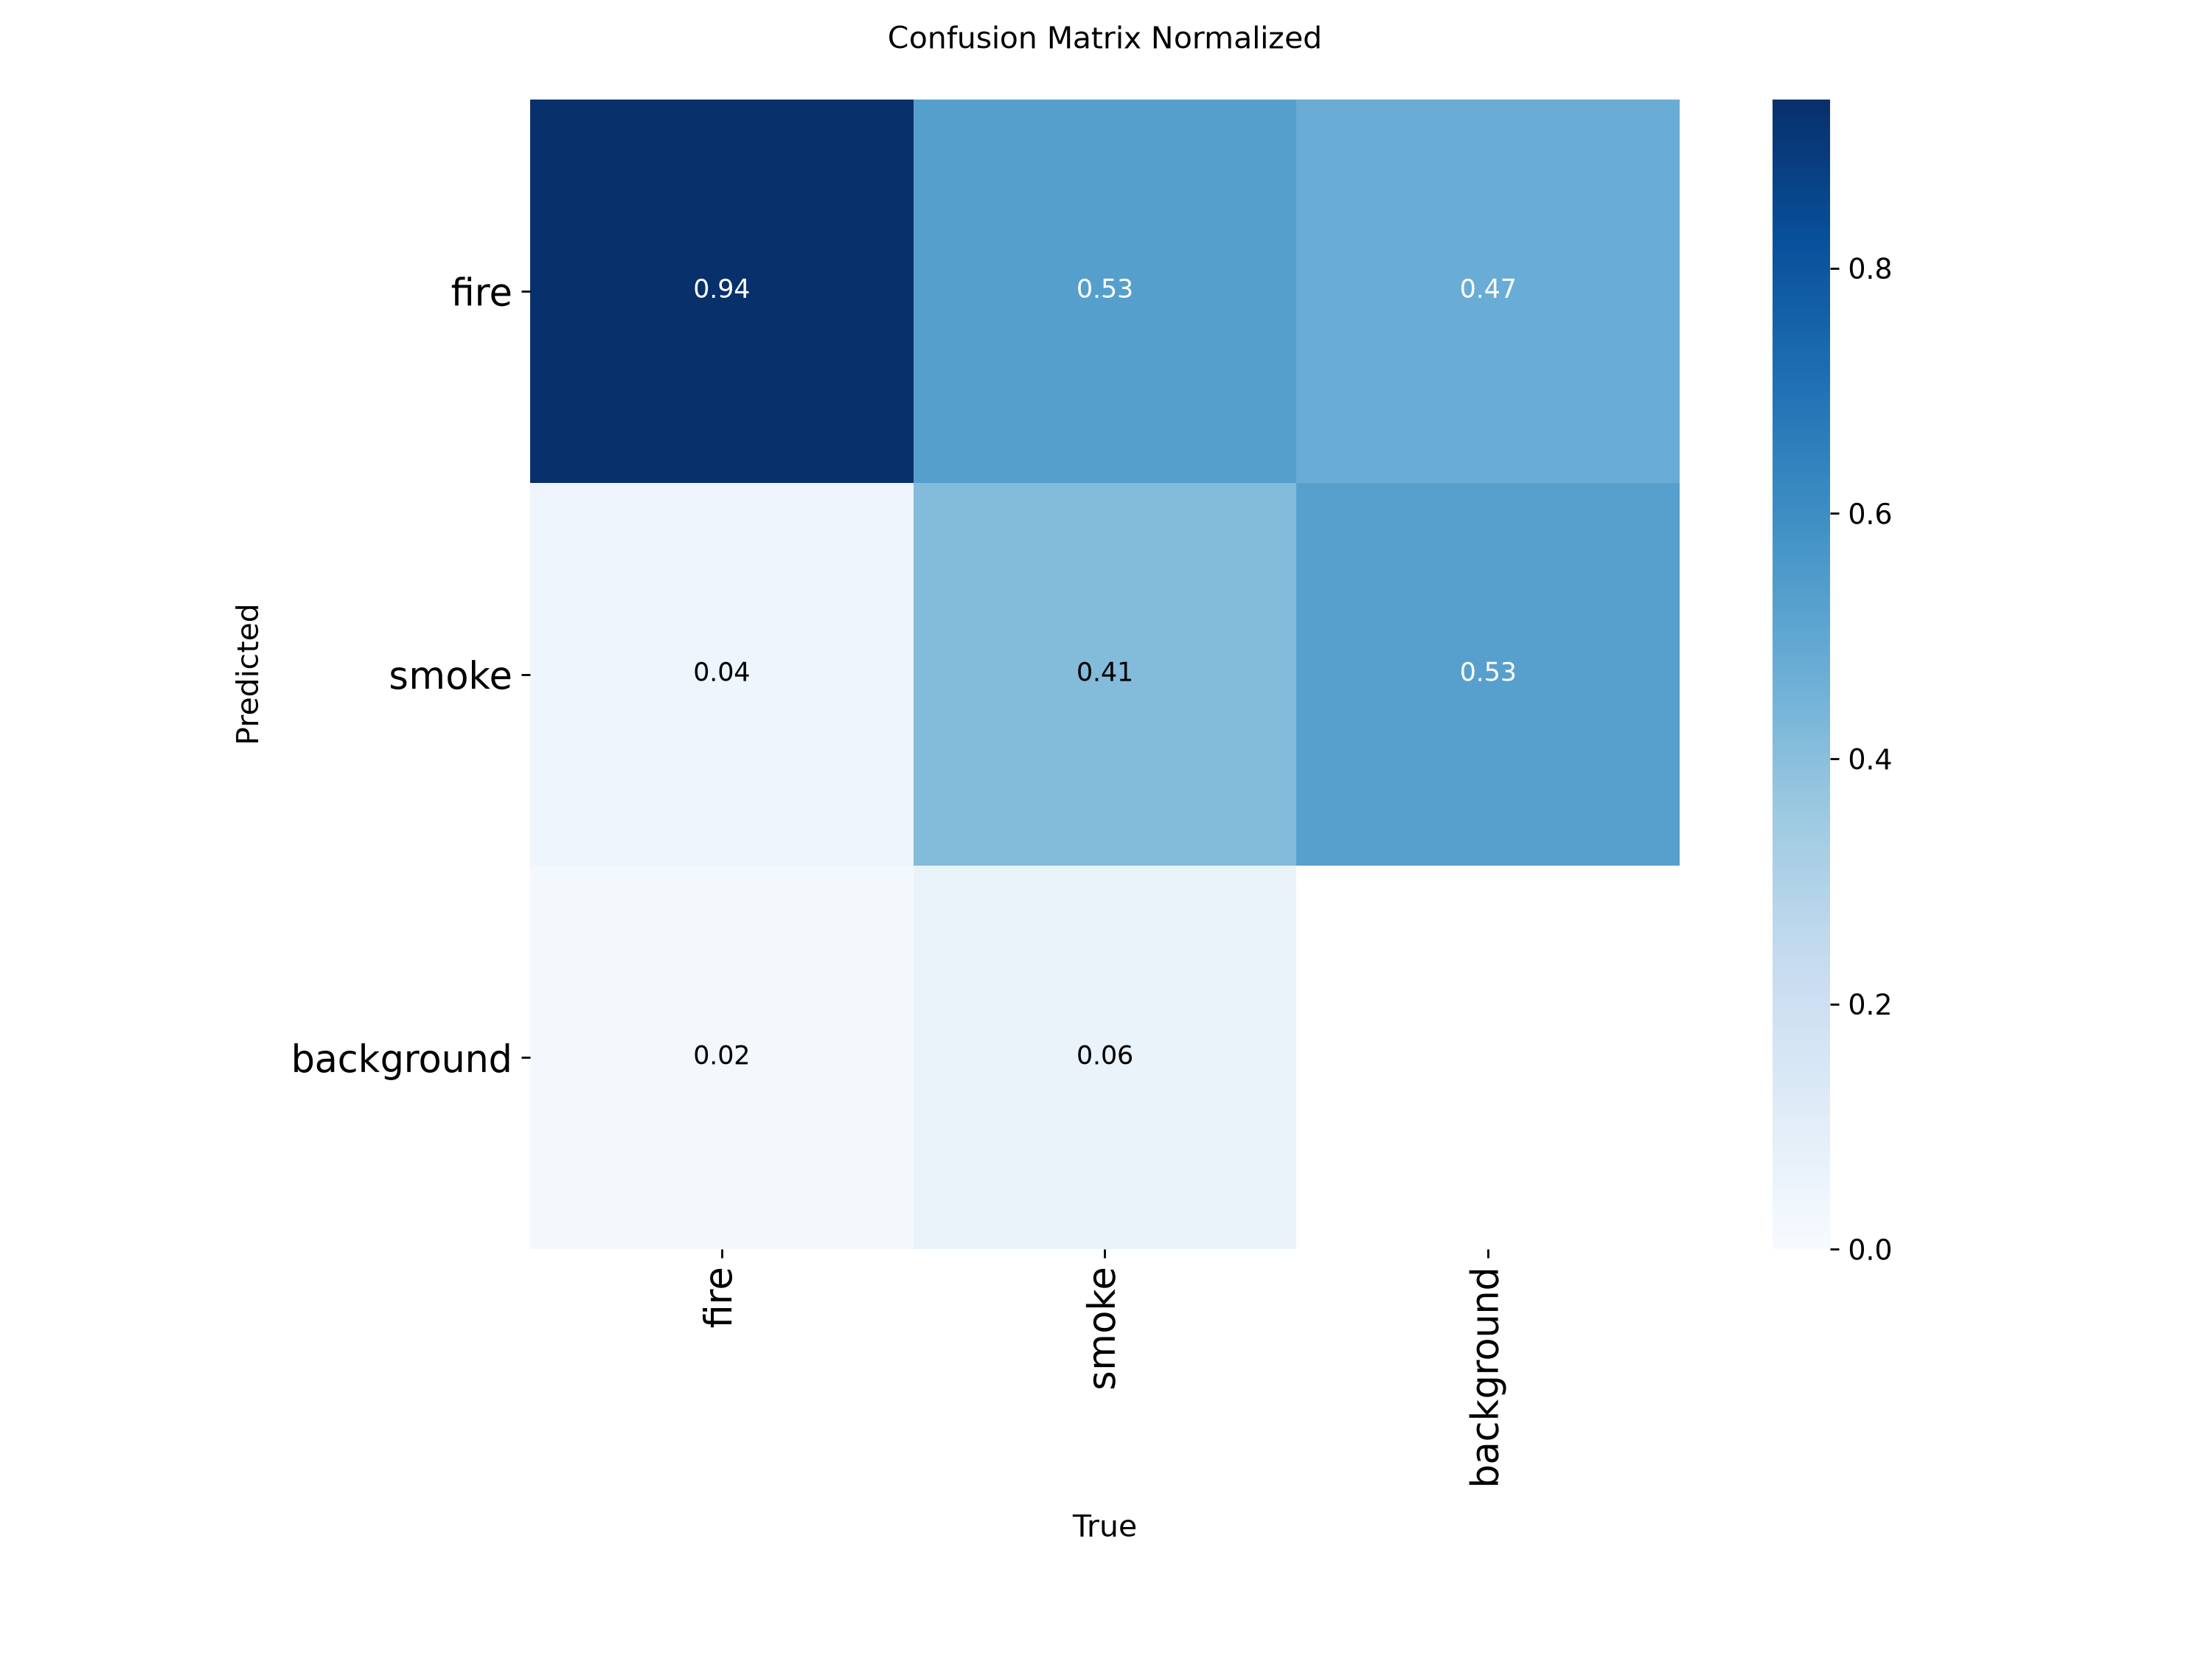 Confusion Matrix Normalized
Predicted
fire
smoke
background
0.94 0.53 0.47
0.04 0.41 0.53
0.02 0.06
fire
smoke
background
True
0.8
0.6
0.4
0.2
0.0